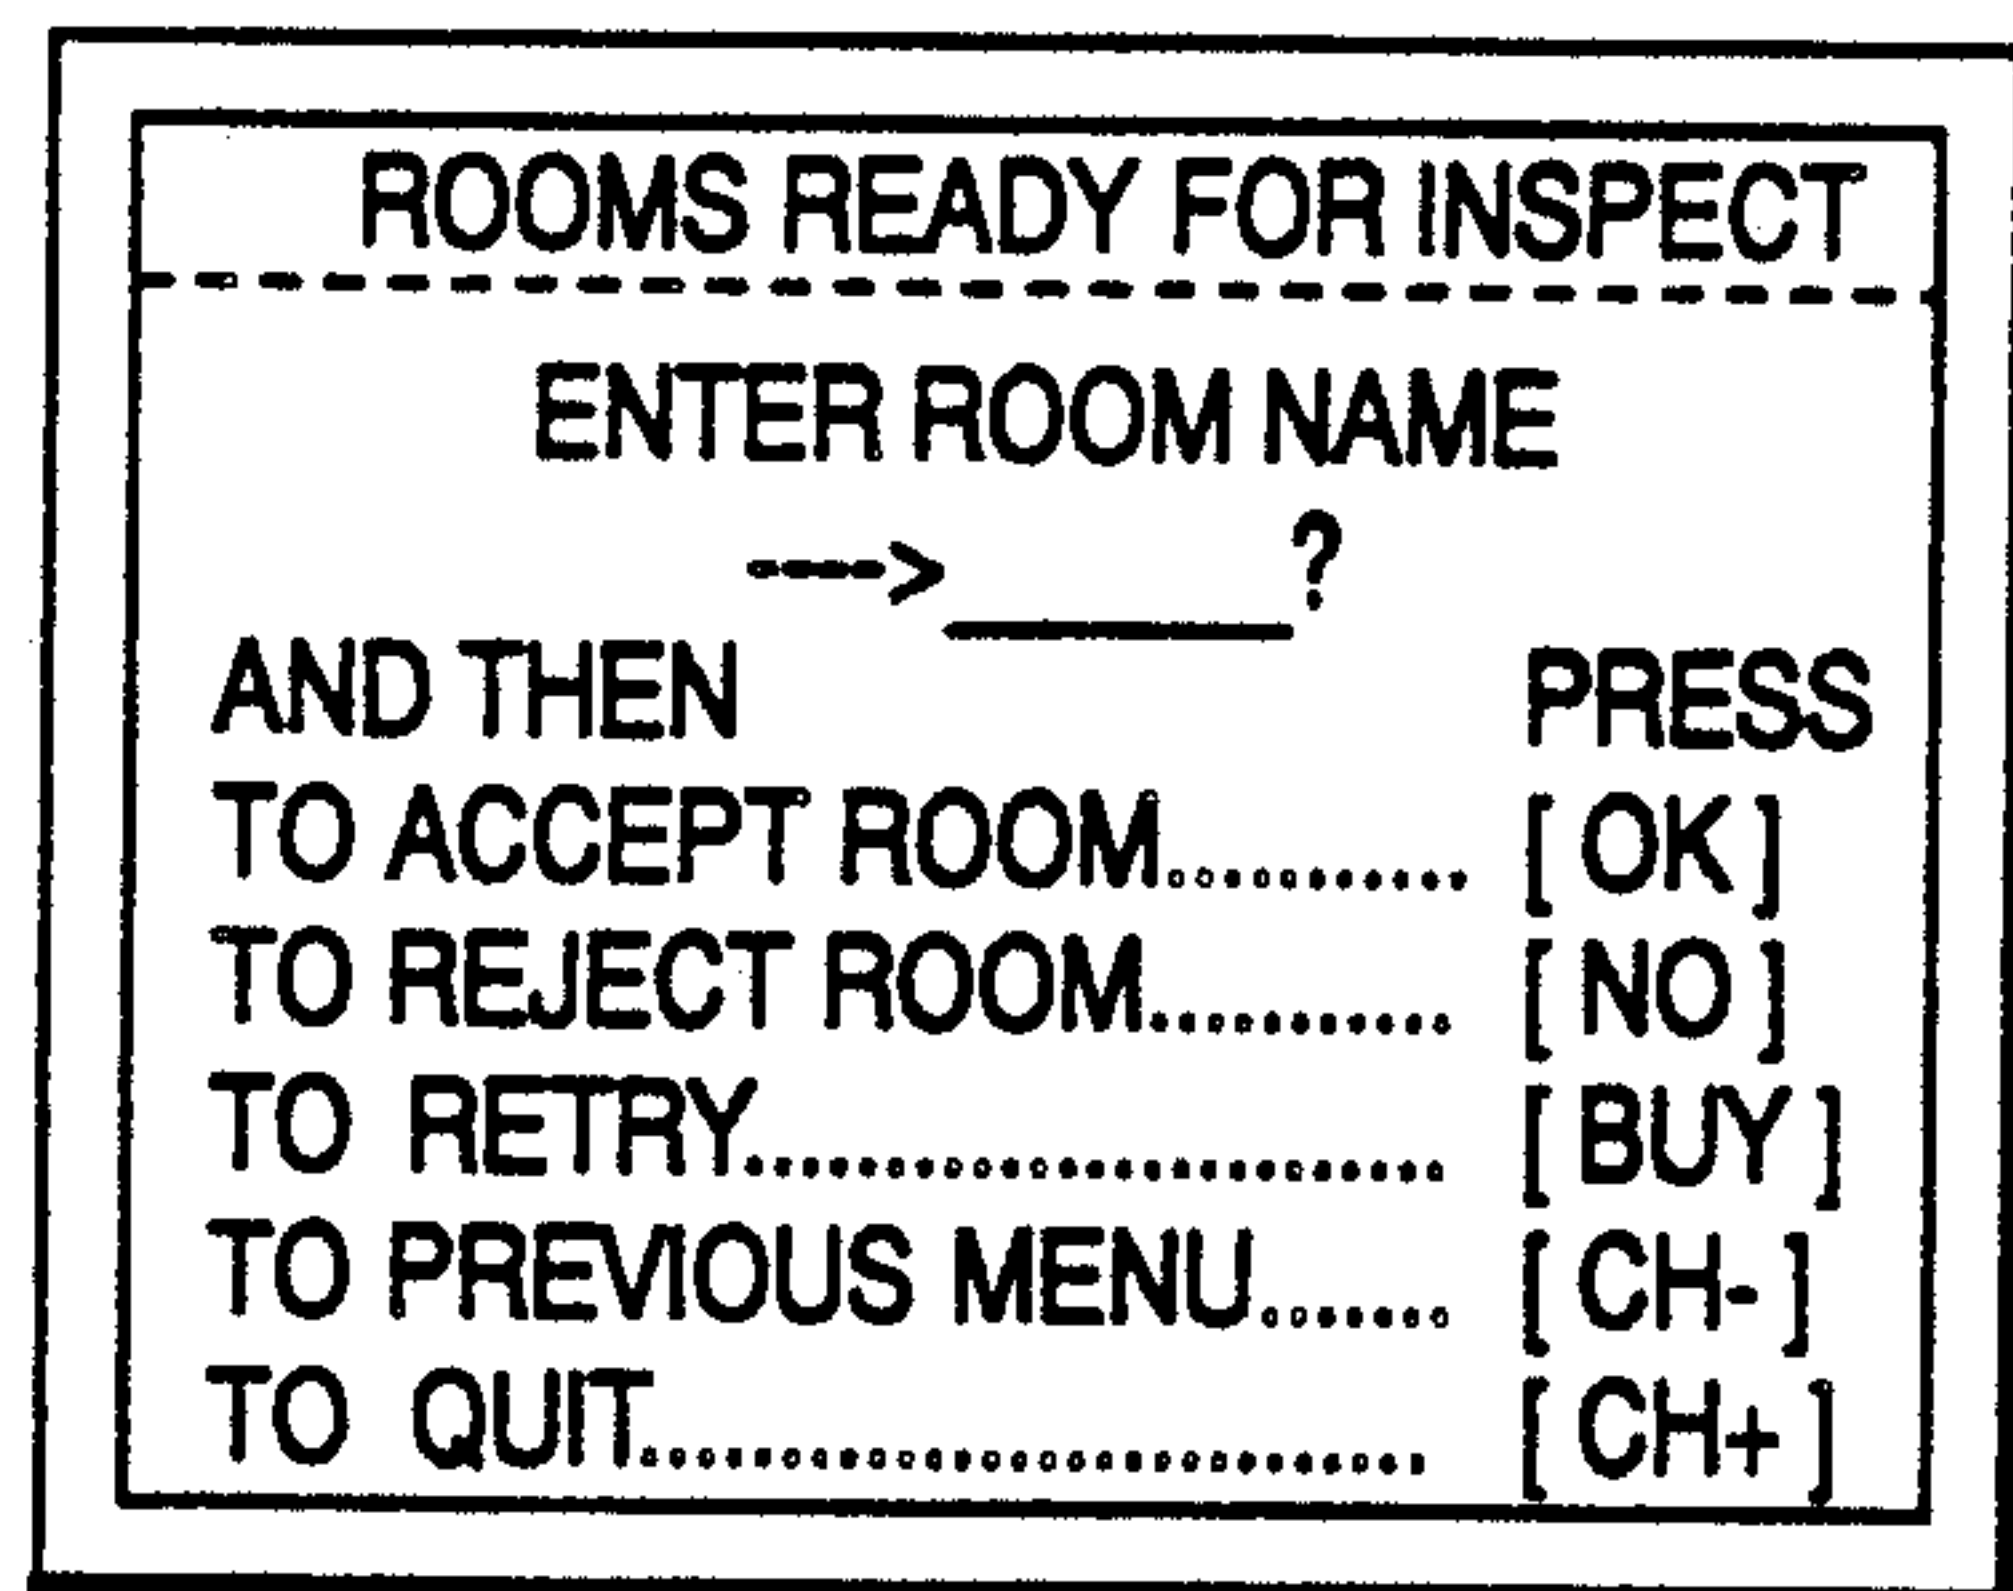 ROOMS READY FOR INSPECT
ENTER ROOM NAME
---->______?
AND THEN PRESS
TO ACCEPT ROOM........... [ OK ]
TO REJECT ROOM........... [ NO ]
TO RETRY......................... [ BUY ]
TO PREVIOUS MENU....... [ CH- ]
TO QUIT............................ [ CH+ ]